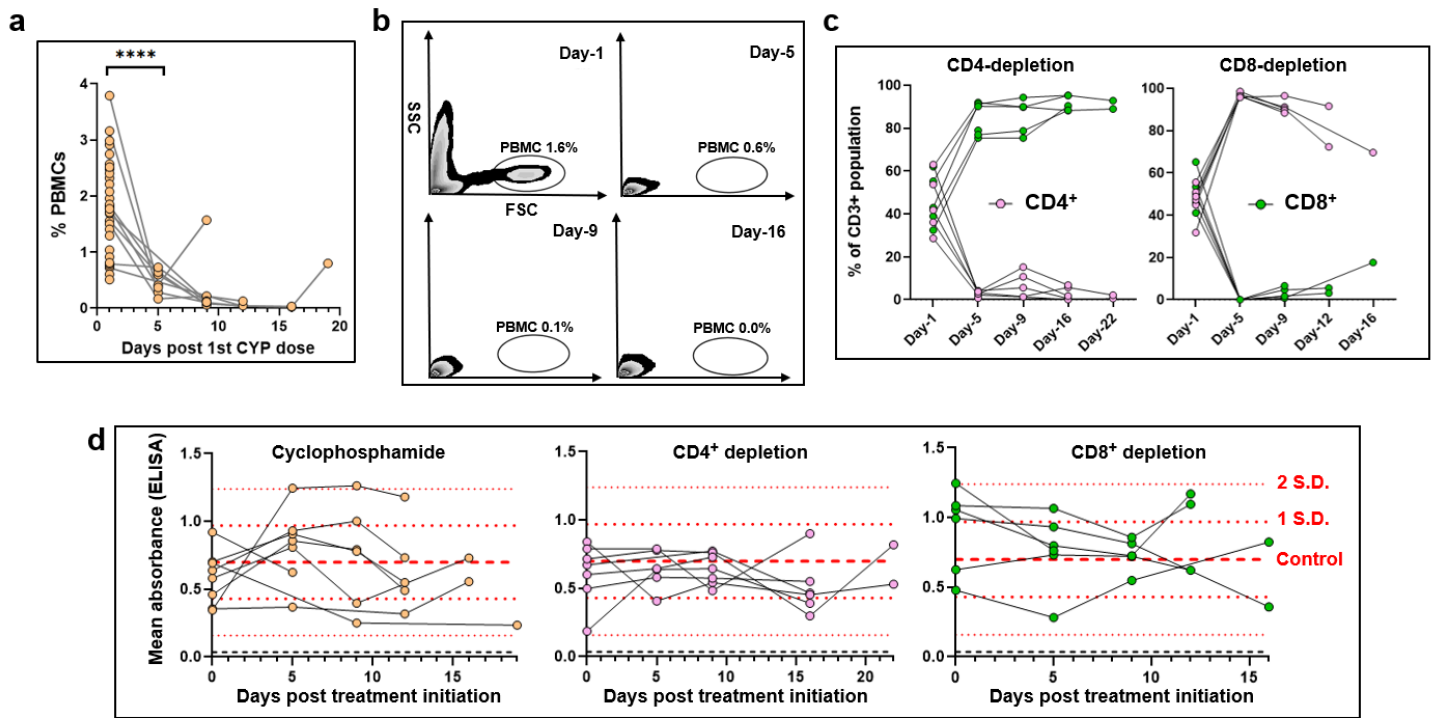 a
****
% PBMCs
4
3
2
1
0
0 5 10 15 20
Days post 1st CYP dose
b
Day-1
SSC
PBMC 1.6%
FSC
Day-5
PBMC 0.6%
Day-9
PBMC 0.1%
Day-16
PBMC 0.0%
c
CD4-depletion
% of CD3+ population
100
80
60
40
20
0
CD4⁺
Day-1 Day-5 Day-9 Day-16 Day-22
CD8-depletion
100
80
60
40
20
0
CD8⁺
Day-1 Day-5 Day-9 Day-12 Day-16
d
Mean absorbance (ELISA)
Cyclophosphamide
1.5
1.0
0.5
0.0
0 5 10 15
Days post treatment initiation
CD4⁺ depletion
1.5
1.0
0.5
0.0
0 5 10 15 20
Days post treatment initiation
CD8⁺ depletion
1.5
1.0
0.5
0.0
0 5 10 15
Days post treatment initiation
2 S.D.
1 S.D.
Control